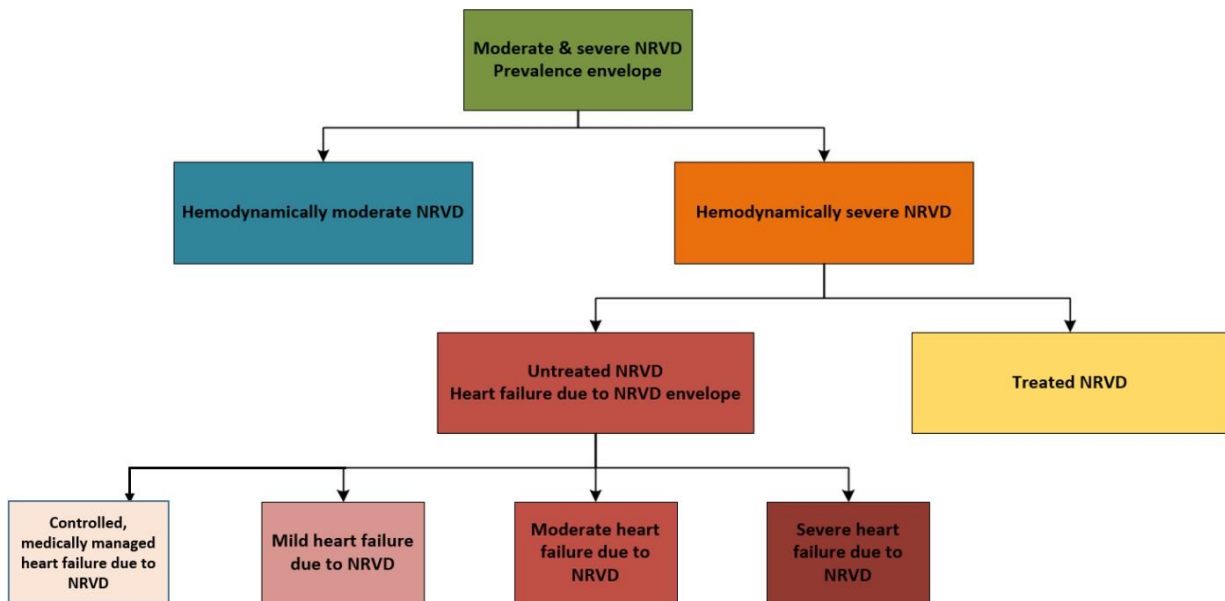 Moderate & severe NRVD
Prevalence envelope
Hemodynamically moderate NRVD
Hemodynamically severe NRVD
Untreated NRVD
Heart failure due to NRVD envelope
Treated NRVD
Controlled,
medically managed
heart failure due to
NRVD
Mild heart failure
due to NRVD
Moderate heart
failure due to
NRVD
Severe heart
failure due to
NRVD